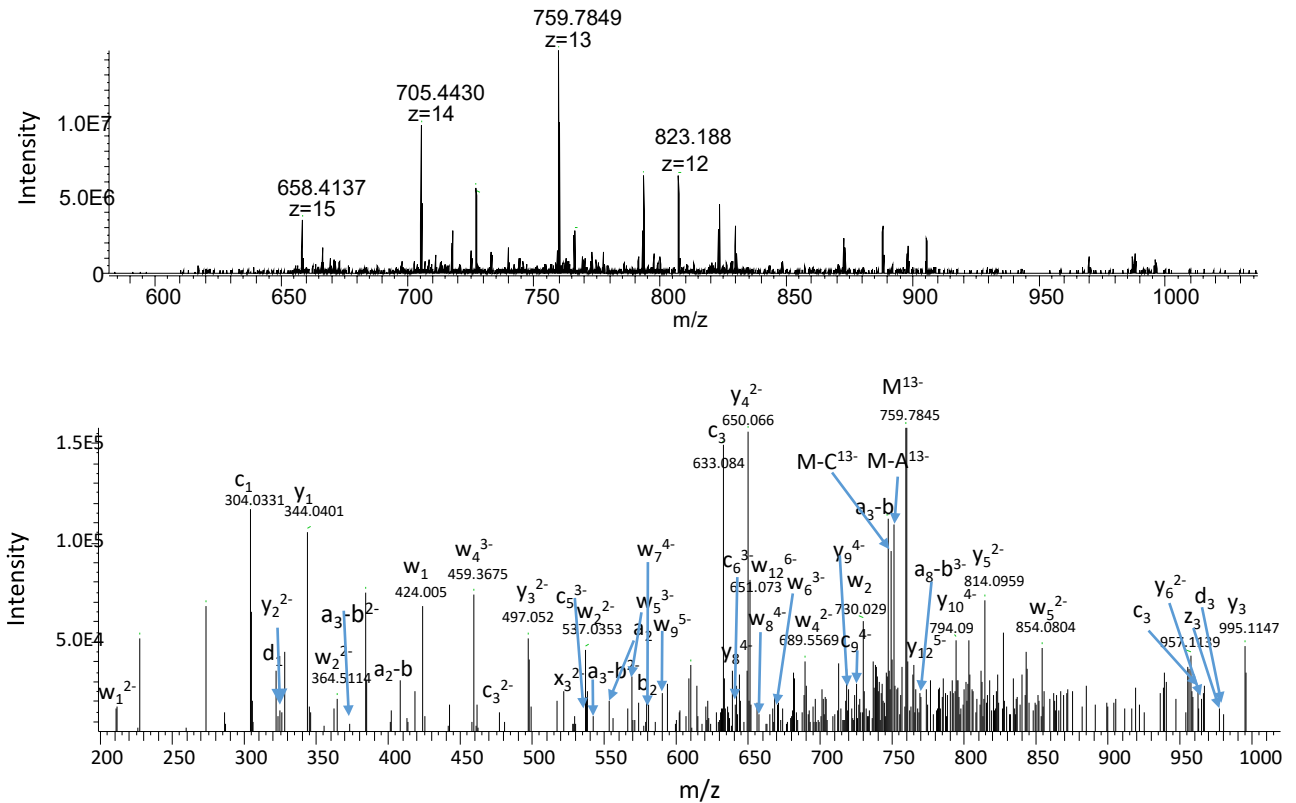 759.7849
z=13
705.4430
z=14
823.188
z=12
658.4137
z=15
Intensity
1.0E7
5.0E6
0
600 650 700 750 800 850 900 950 1000
m/z
M¹³⁻
759.7845
y₄²⁻
650.066
c₃
633.084
M-C¹³⁻ M-A¹³⁻
a₃-b
c₁
304.0331
y₁
344.0401
w₁
424.005
w₄³⁻
459.3675
y₃²⁻
497.052
c₅³⁻
w₂²⁻
537.0353
w₇⁴⁻
w₅³⁻
a₂
w₉⁵⁻
c₆³⁻
w₁₂⁶⁻
651.073
w₆³⁻
w₈⁴⁻
w₄²⁻
689.5569
y₉⁴⁻
w₂
730.029
c₉⁴⁻
a₈-b³⁻
y₅²⁻
814.0959
y₁₀⁴⁻
794.09
y₁₂⁵⁻
w₅²⁻
854.0804
y₆²⁻
957.1139
c₃
z₃
d₃
y₃
995.1147
y₂²⁻
d₁
a₃-b²⁻
w₂²⁻
364.5114
a₂-b
c₃²⁻
x₃²⁻
a₃-b²⁻
b₂
y₈⁴⁻
w₁²⁻
Intensity
1.5E5
1.0E5
5.0E4
200 250 300 350 400 450 500 550 600 650 700 750 800 850 900 950 1000
m/z